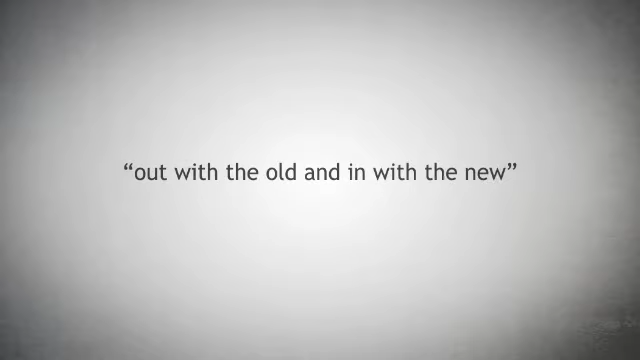 “out with the old and in with the new”